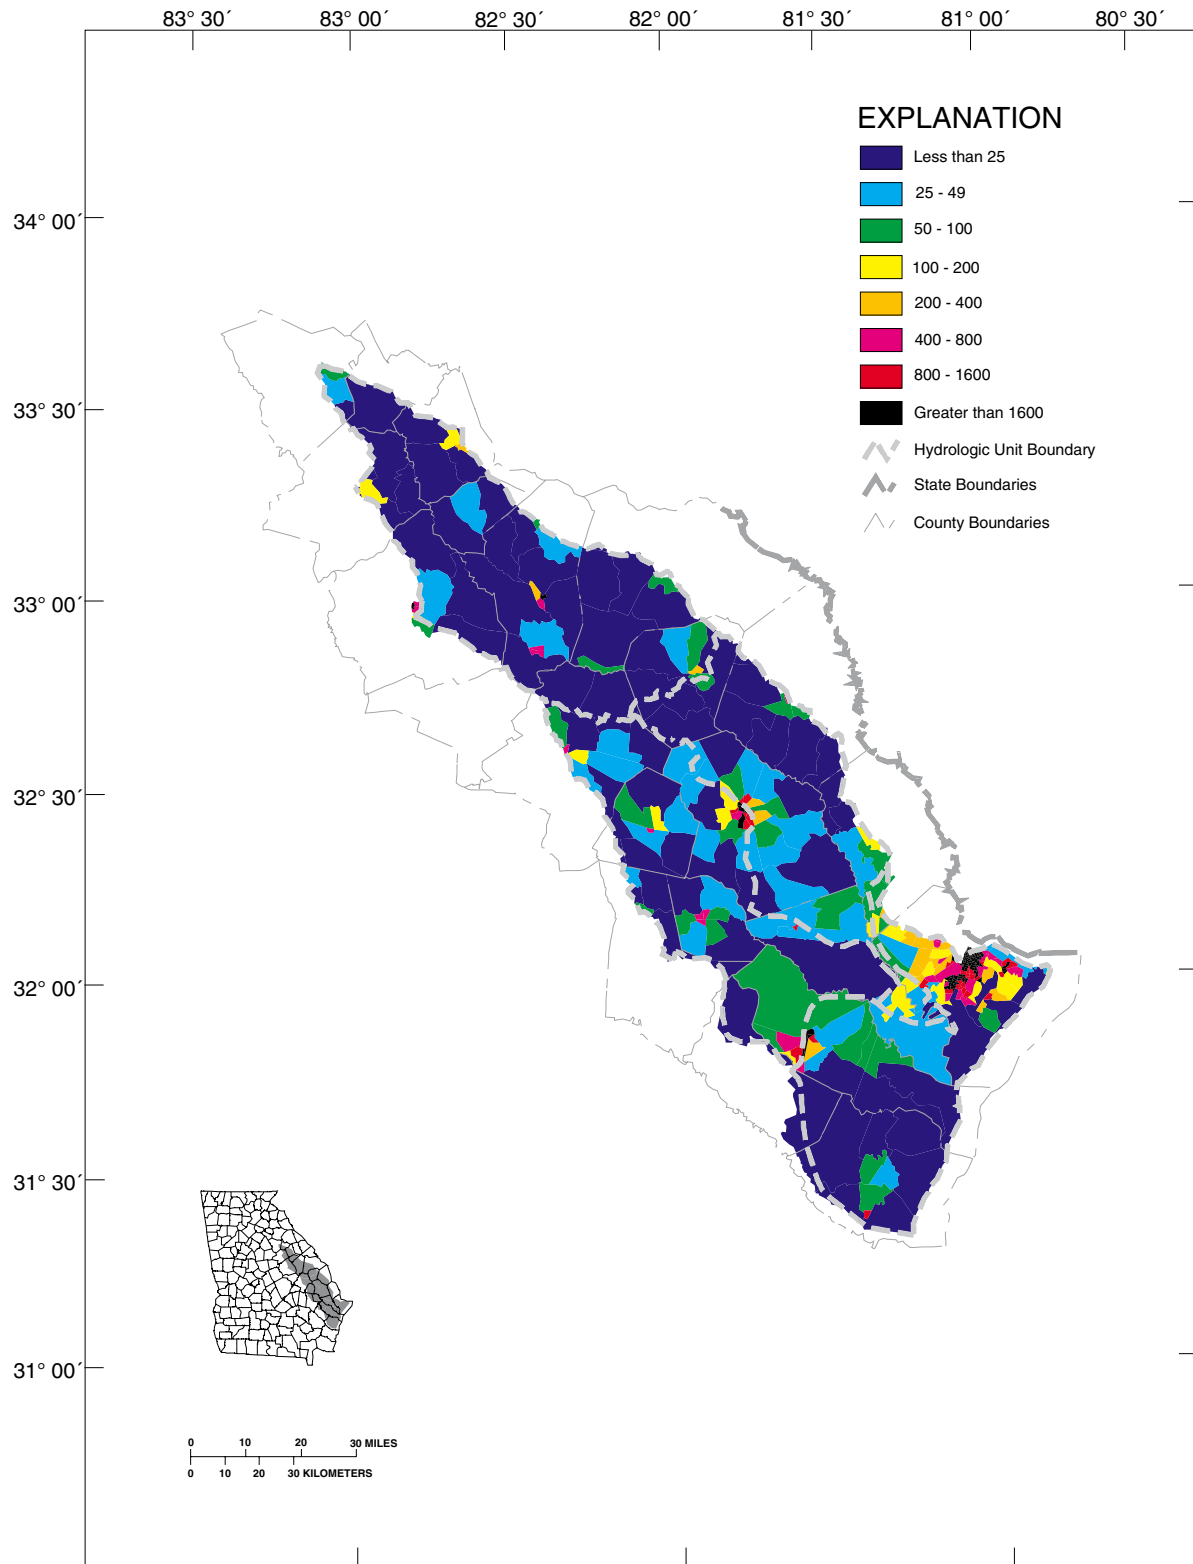 83° 30´ 83° 00´ 82° 30´ 82° 00´ 81° 30´ 81° 00´ 80° 30´
EXPLANATION
Less than 25
25 - 49
50 - 100
100 - 200
200 - 400
400 - 800
800 - 1600
Greater than 1600
Hydrologic Unit Boundary
State Boundaries
County Boundaries
34° 00´
33° 30´
33° 00´
32° 30´
32° 00´
31° 30´
31° 00´
0 10 20 30 MILES
0 10 20 30 KILOMETERS